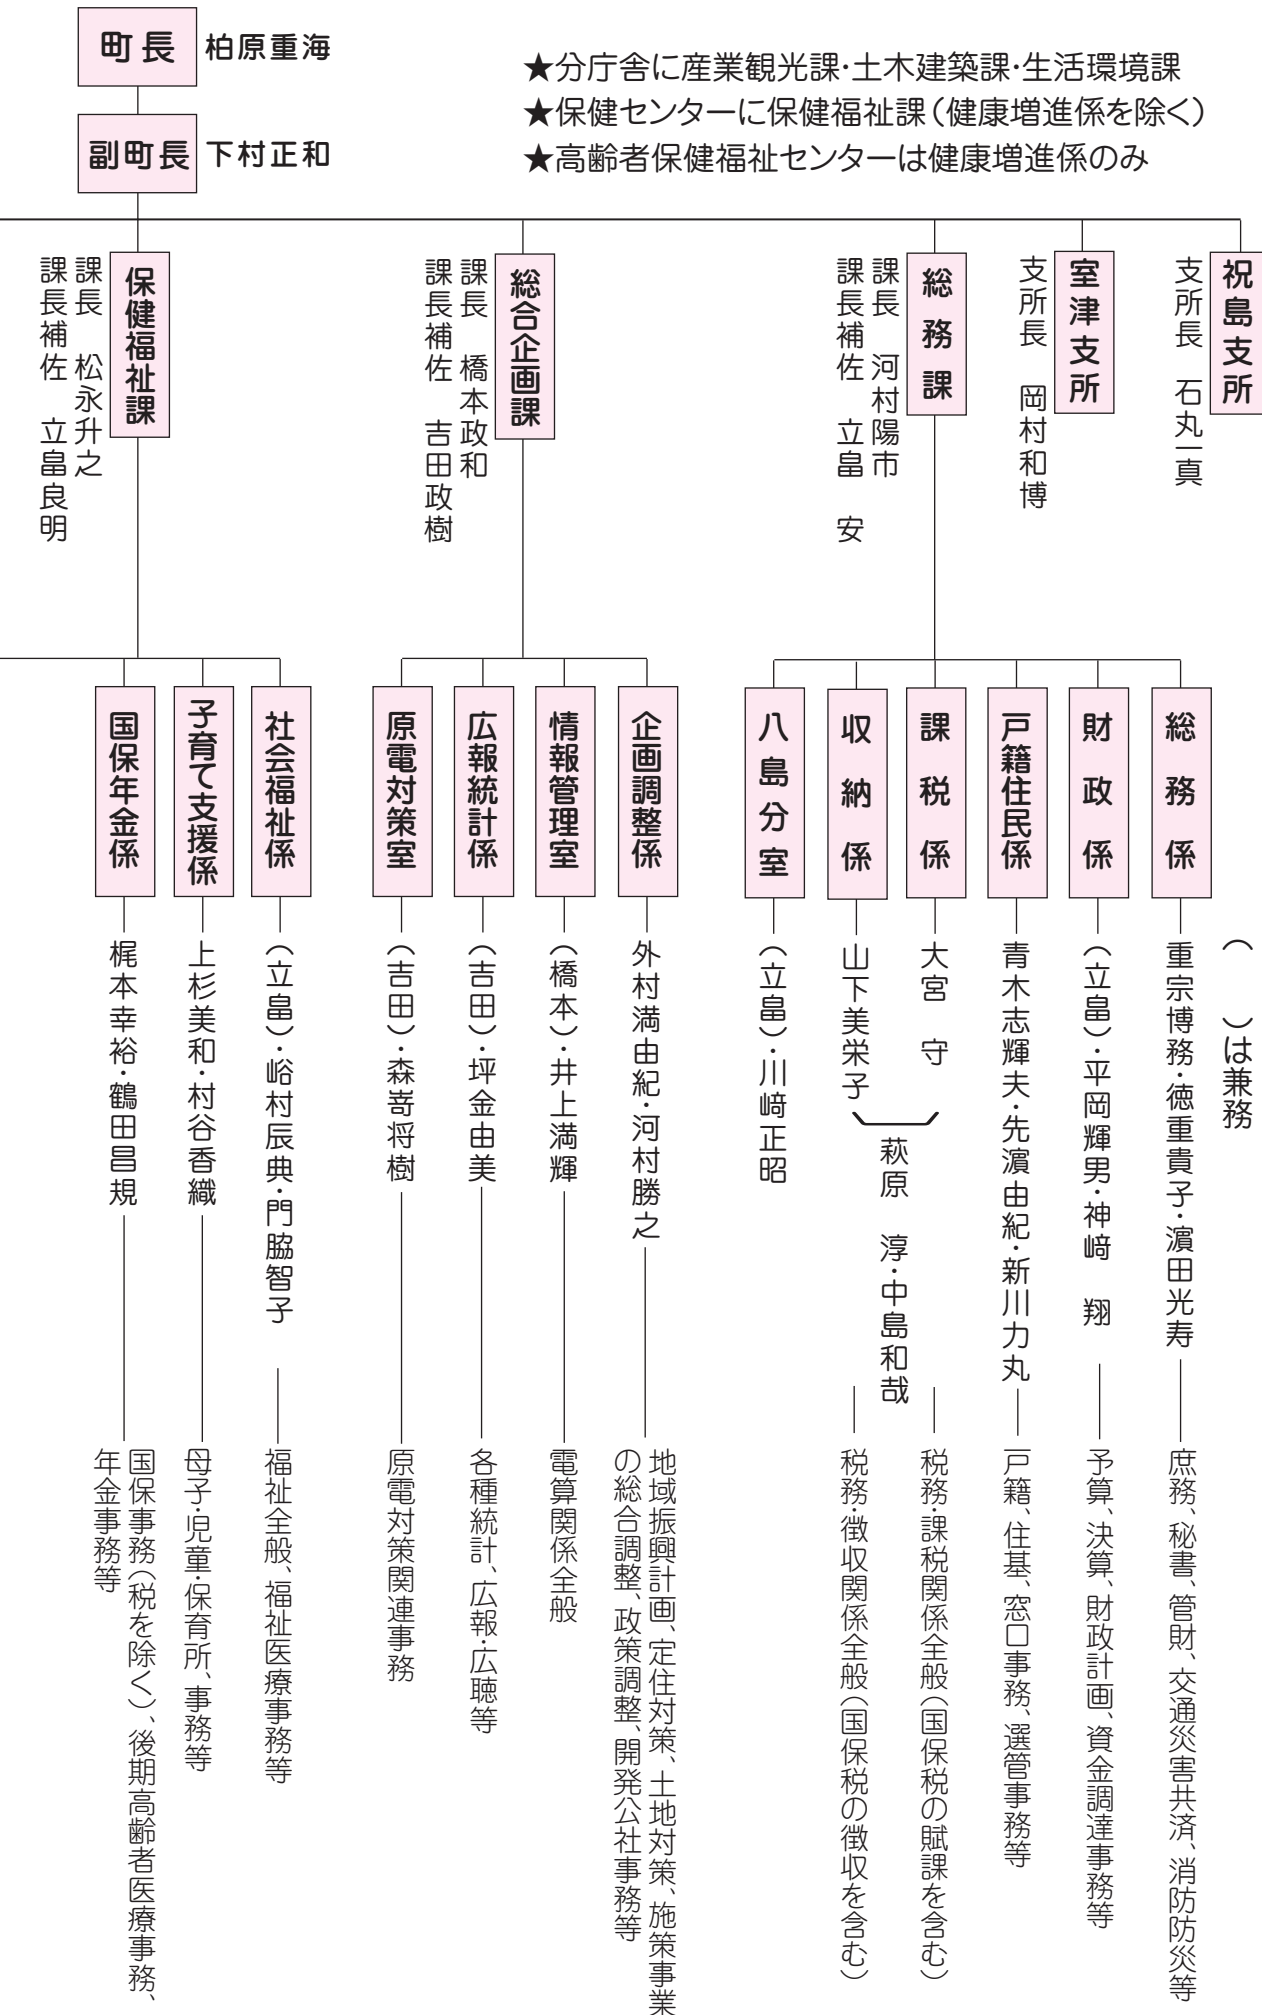 町長 柏原重海
副町長 下村正和
★分庁舎に産業観光課・土木建築課・生活環境課
★保健センターに保健福祉課(健康増進係を除く)
★高齢者保健福祉センターは健康増進係のみ
祝島支所
支所長 石丸一真
室津支所
支所長 岡村和博
総務課
課長 河村陽市
課長補佐 立畠 安
総合企画課
課長 橋本政和
課長補佐 吉田政樹
保健福祉課
課長 松永升之
課長補佐 立畠良明
( )は兼務
総務係
重宗博務・徳重貴子・濵田光寿
庶務、秘書、管財、交通災害共済、消防防災等
財政係
(立畠)・平岡輝男・神﨑 翔
予算、決算、財政計画、資金調達事務等
戸籍住民係
青木志輝夫・先濵由紀・新川力丸
戸籍、住基、窓口事務、選管事務等
課税係
大宮 守
税務・課税関係全般(国保税の賦課を含む)
収納係
山下美栄子
萩原 淳・中島和哉
税務・徴収関係全般(国保税の徴収を含む)
八島分室
(立畠)・川﨑正昭
企画調整係
外村満由紀・河村勝之
地域振興計画、定住対策、土地対策、施策事業
の総合調整、政策調整、開発公社事務等
情報管理室
(橋本)・井上満輝
電算関係全般
広報統計係
(吉田)・坪金由美
各種統計、広報・広聴等
原電対策室
(吉田)・森嵜将樹
原電対策関連事務
社会福祉係
(立畠)・峪村辰典・門脇智子
福祉全般、福祉医療事務等
子育て支援係
上杉美和・村谷香織
母子・児童・保育所、事務等
国保年金係
梶本幸裕・鶴田昌規
国保事務(税を除く)、後期高齢者医療事務、
年金事務等